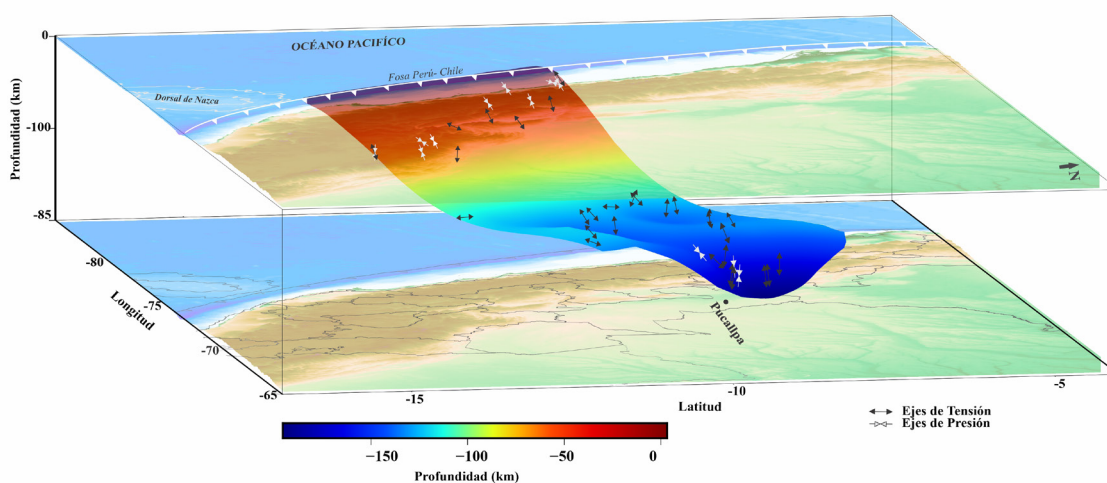 OCÉANO PACIFÍCO
0
Fosa Perú- Chile
Dorsal de Nazca
Profundidad (km)
-100
N
-85
-80
Longitud
-75
-70
-65
Pucallpa
-15
-10
-5
Latitud
Ejes de Tensión
Ejes de Presión
−150
−100
−50
0
Profundidad (km)